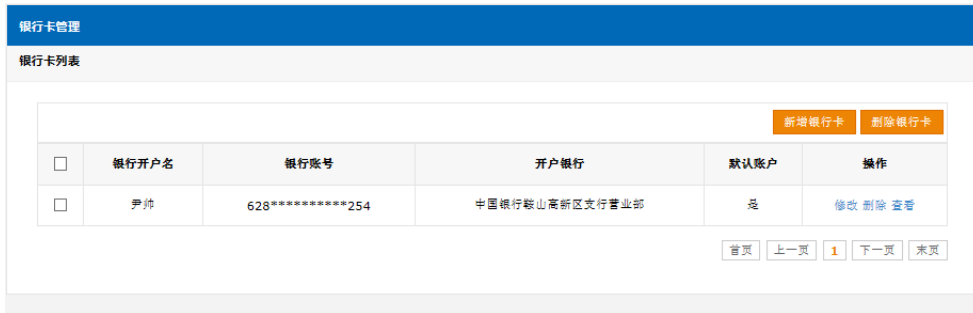 银行卡管理
银行卡列表
新增银行卡 删除银行卡
银行开户名 银行账号 开户银行 默认账户 操作
尹帅 628**********254 中国银行鞍山高新区支行营业部 是 修改 删除 查看
首页 上一页 1 下一页 末页